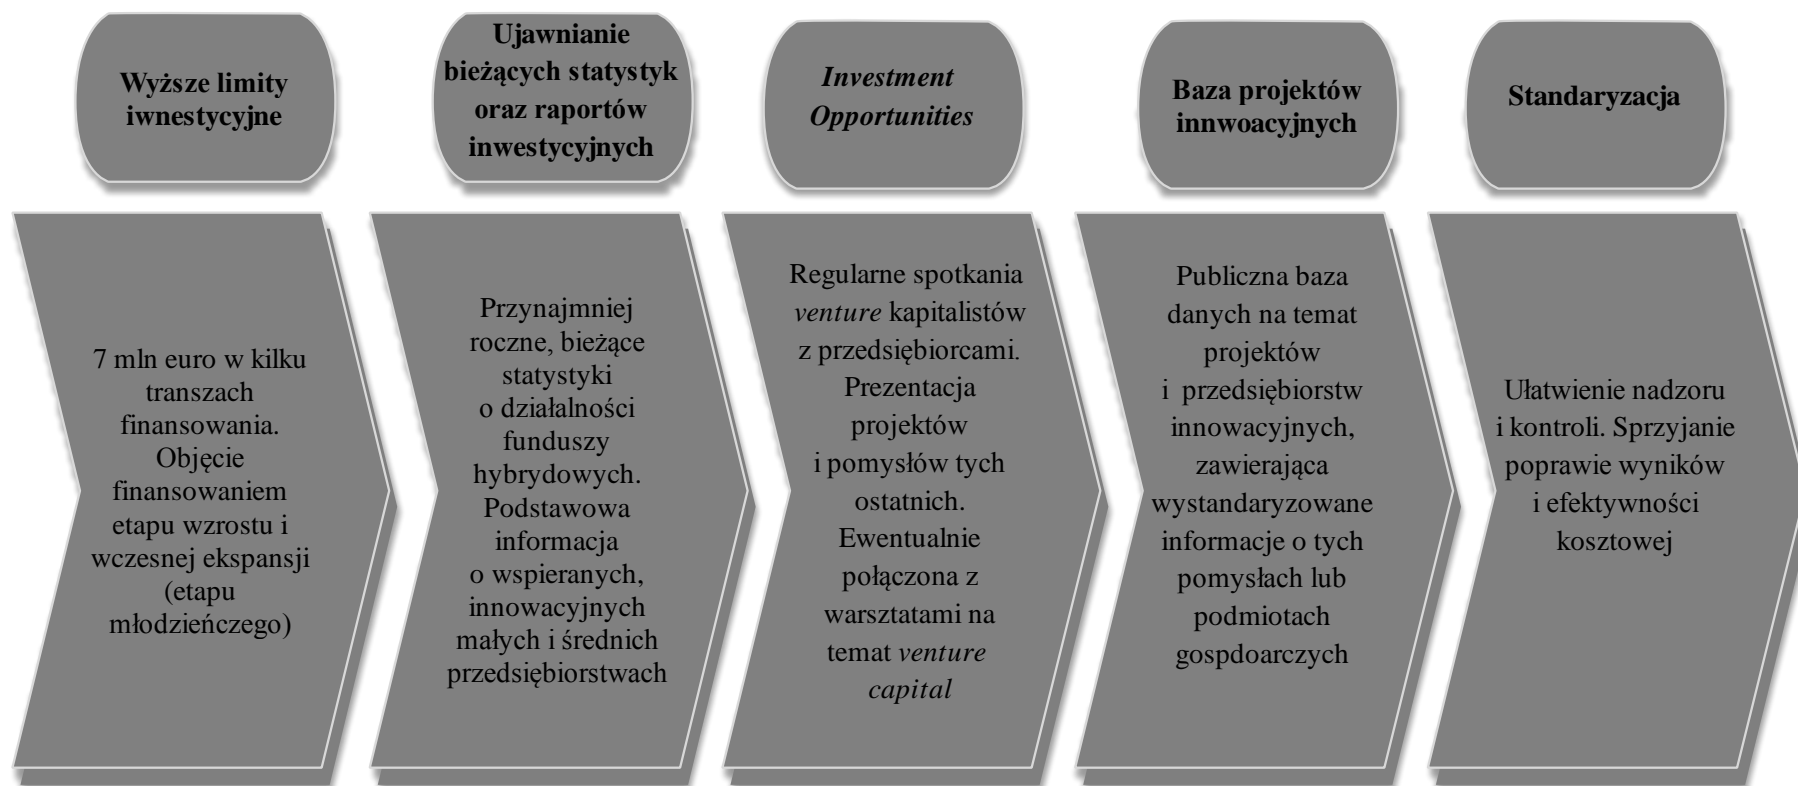 Wyższe limity
iwnestycyjne
Ujawnianie
bieżących statystyk
oraz raportów
inwestycyjnych
Investment
Opportunities
Baza projektów
innwoacyjnych
Standaryzacja
7 mln euro w kilku
transzach
finansowania.
Objęcie
finansowaniem
etapu wzrostu i
wczesnej ekspansji
(etapu
młodzieńczego)
Przynajmniej
roczne, bieżące
statystyki
o działalności
funduszy
hybrydowych.
Podstawowa
informacja
o wspieranych,
innowacyjnych
małych i średnich
przedsiębiorstwach
Regularne spotkania
venture kapitalistów
z przedsiębiorcami.
Prezentacja
projektów
i pomysłów tych
ostatnich.
Ewentualnie
połączona z
warsztatami na
temat venture
capital
Publiczna baza
danych na temat
projektów
i przedsiębiorstw
innowacyjnych,
zawierająca
wystandaryzowane
informacje o tych
pomysłach lub
podmiotach
gospdoarczych
Ułatwienie nadzoru
i kontroli. Sprzyjanie
poprawie wyników
i efektywności
kosztowej